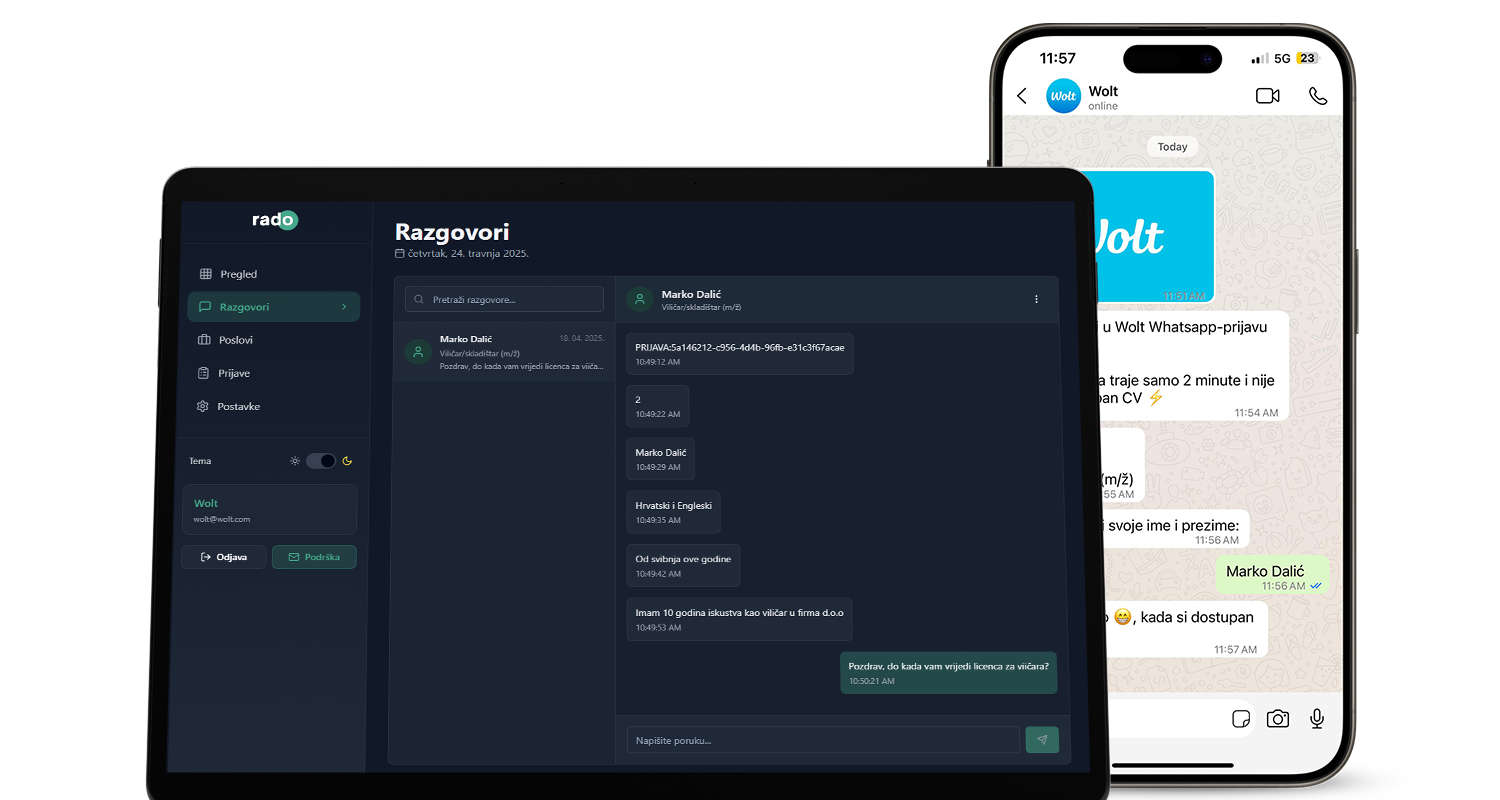 rado
Pregled
Razgovori
Poslovi
Prijave
Postavke
Tema
Wolt
wolt@wolt.com
Odjava
Podrška
Razgovori
četvrtak, 24. travnja 2025.
Pretraži razgovore...
Marko Dalić
18. 04. 2025.
Viličar/skladištar (m/ž)
Pozdrav, do kada vam vrijedi licenca za viiča...
Marko Dalić
Viličar/skladištar (m/ž)
PRIJAVA:5a146212-c956-4d4b-96fb-e31c3f67acae
10:49:12 AM
2
10:49:22 AM
Marko Dalić
10:49:29 AM
Hrvatski i Engleski
10:49:35 AM
Od svibnja ove godine
10:49:42 AM
Imam 10 godina iskustva kao viličar u firma d.o.o
10:49:53 AM
Pozdrav, do kada vam vrijedi licenca za viičara?
10:50:21 AM
Napišite poruku...
11:57
5G 23
Wolt
Wolt
online
Today
Wolt
11:51 AM
i u Wolt Whatsapp-prijavu
a traje samo 2 minute i nije
ban CV ⚡
11:54 AM
(m/ž)
55 AM
i svoje ime i prezime:
11:56 AM
Marko Dalić
11:56 AM
o 😁, kada si dostupan
11:57 AM